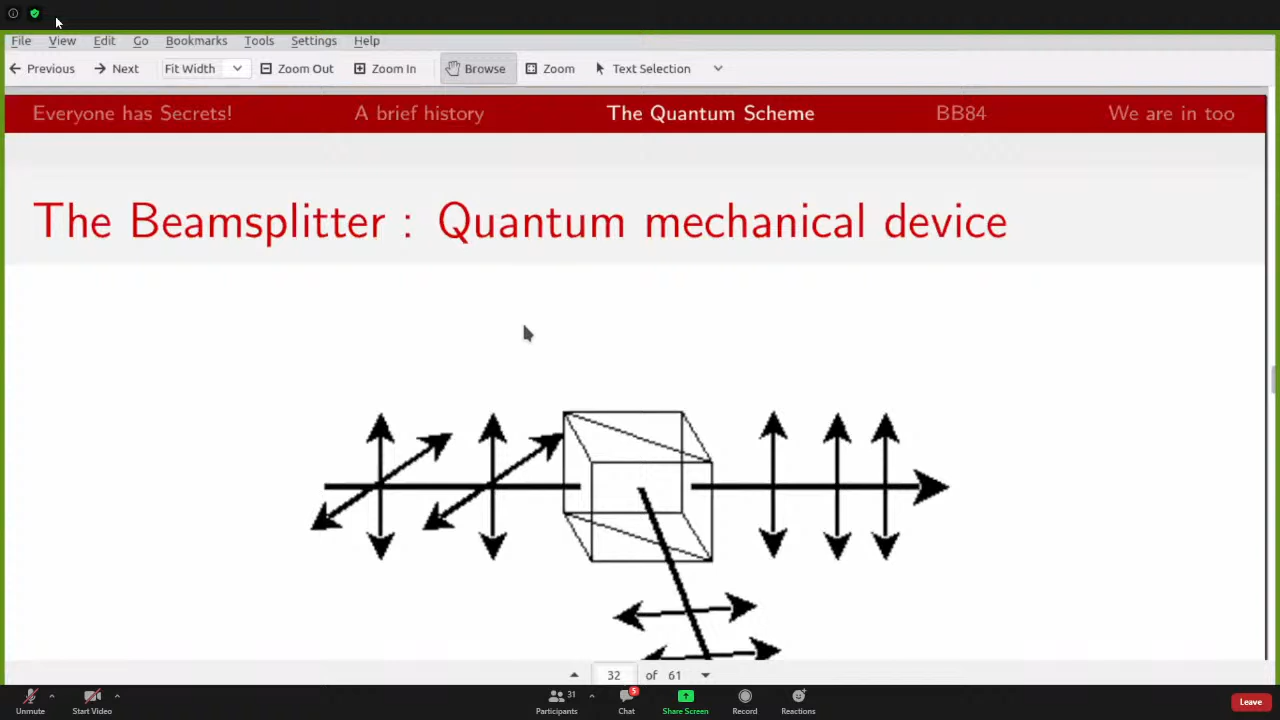 File View Edit Go Bookmarks Tools Settings Help
Previous Next Fit Width Zoom Out Zoom In Browse Zoom Text Selection
Everyone has Secrets! A brief history The Quantum Scheme BB84 We are in too
The Beamsplitter : Quantum mechanical device
32 of 61
31 5
Unmute Start Video Participants Chat Share Screen Record Reactions Leave